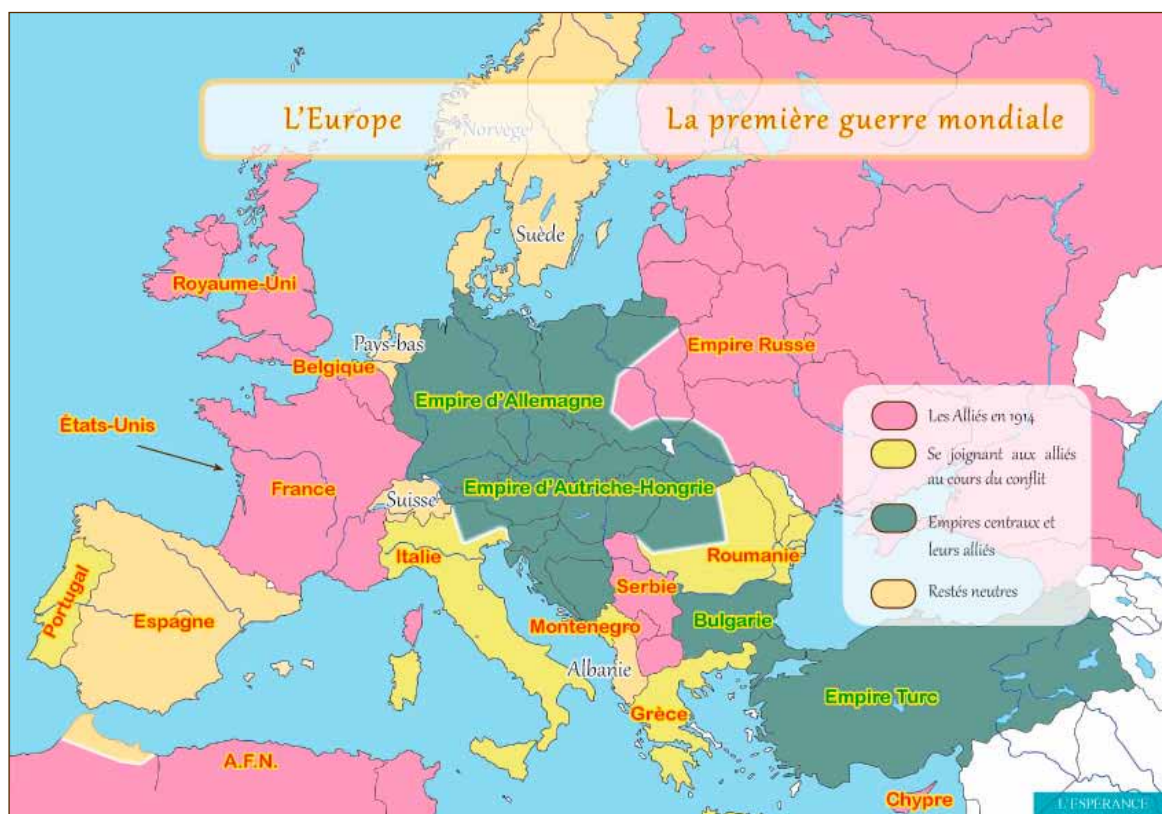 L'Europe
La première guerre mondiale
Norvège
Suède
Royaume-Uni
Pays-bas
Belgique
Empire Russe
Empire d'Allemagne
États-Unis
France
Suisse
Empire d'Autriche-Hongrie
Italie
Roumanie
Portugal
Espagne
Serbie
Montenegro
Bulgarie
Albanie
Grèce
Empire Turc
A.F.N.
Chypre
Les Alliés en 1914
Se joignant aux alliés
au cours du conflit
Empires centraux et
leurs alliés
Restés neutres
L'ESPÉRANCE